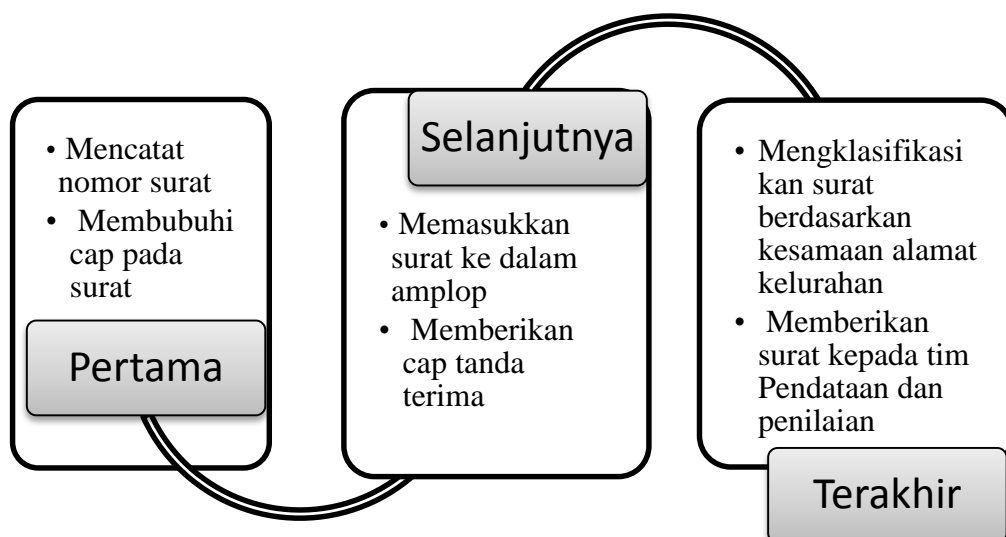 • Mencatat
nomor surat
• Membubuhi
cap pada
surat
Pertama
Selanjutnya
• Memasukkan
surat ke dalam
amplop
• Memberikan
cap tanda
terima
• Mengklasifikasi
kan surat
berdasarkan
kesamaan alamat
kelurahan
• Memberikan
surat kepada tim
Pendataan dan
penilaian
Terakhir